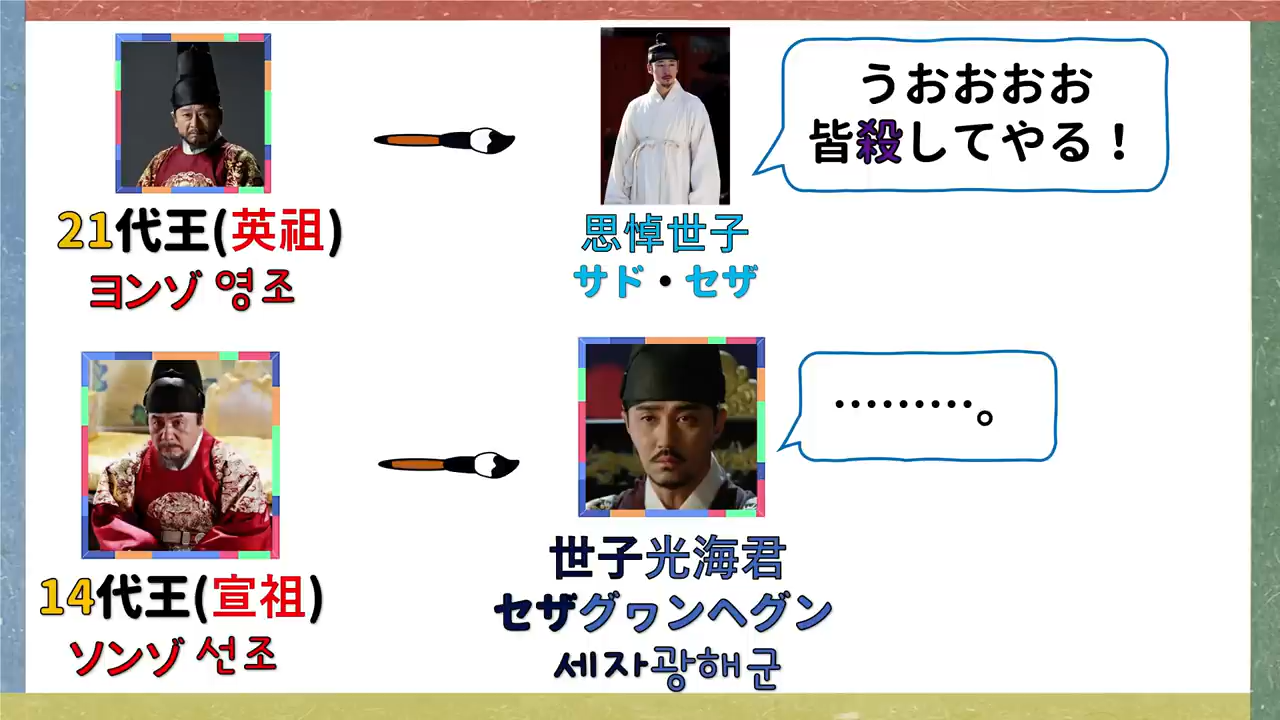 うおおおお
皆殺してやる！
21代王(英祖)
ヨンゾ 영조
思悼世子
サド・セザ
………。
14代王(宣祖)
ソンゾ 선조
世子光海君
セザグヮンヘグン
세자광해군